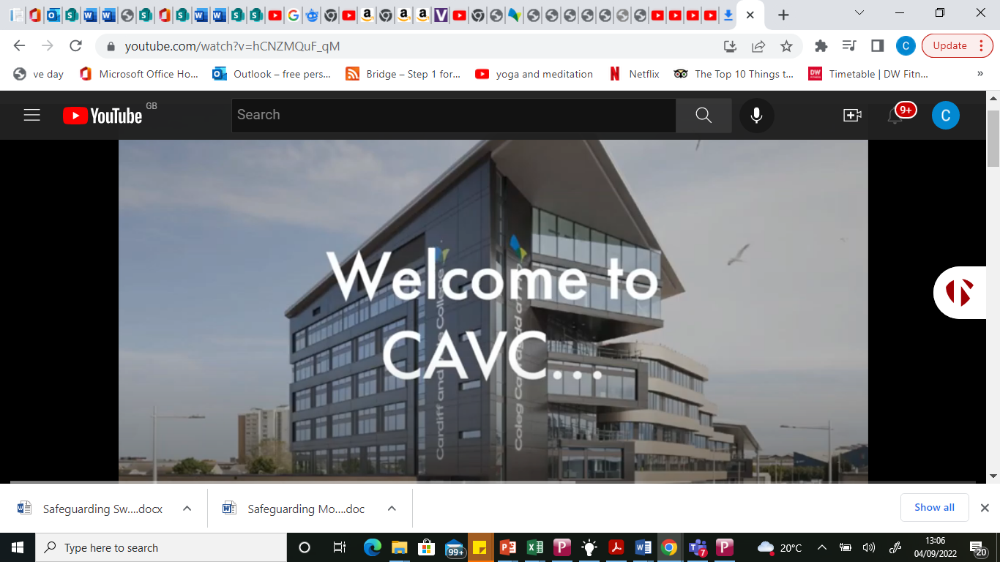 youtube.com/watch?v=hCNZMQuF_qM
C
Update
ve day
Microsoft Office Ho...
Outlook – free pers...
Bridge – Step 1 for...
yoga and meditation
Netflix
The Top 10 Things t...
DW
Timetable | DW Fitn...
»
YouTube GB
Search
9+
C
Welcome to
CAVC...
Cardiff and Vale College
Coleg Caerdydd a'r Fro
Safeguarding Sw....docx
Safeguarding Mo....doc
Show all
Type here to search
99+
7
20°C
13:06
04/09/2022
20